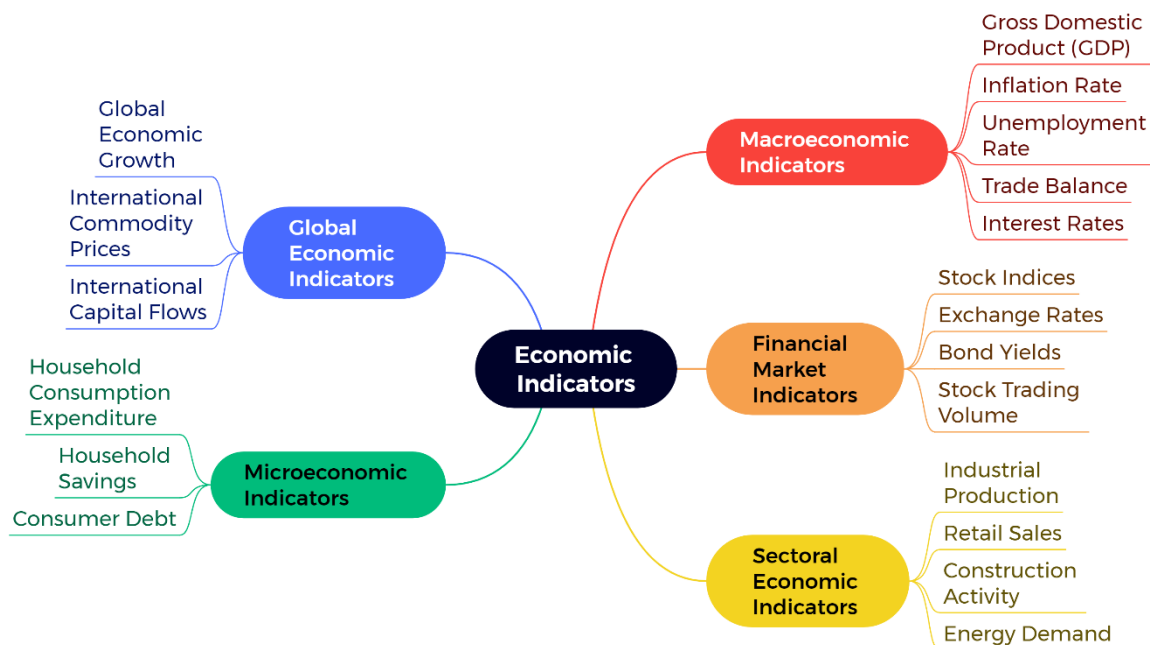 Economic
Indicators
Macroeconomic
Indicators
Gross Domestic
Product (GDP)
Inflation Rate
Unemployment
Rate
Trade Balance
Interest Rates
Financial
Market
Indicators
Stock Indices
Exchange Rates
Bond Yields
Stock Trading
Volume
Sectoral
Economic
Indicators
Industrial
Production
Retail Sales
Construction
Activity
Energy Demand
Global
Economic
Indicators
Global
Economic
Growth
International
Commodity
Prices
International
Capital Flows
Microeconomic
Indicators
Household
Consumption
Expenditure
Household
Savings
Consumer Debt